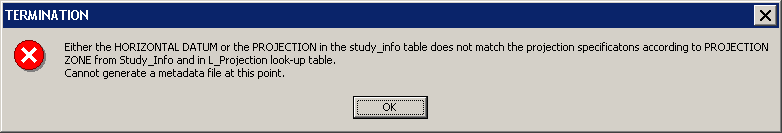 TERMINATION
Either the HORIZONTAL DATUM or the PROJECTION in the study_info table does not match the projection specificatons according to PROJECTION
ZONE from Study_Info and in L_Projection look-up table.
Cannot generate a metadata file at this point.
OK